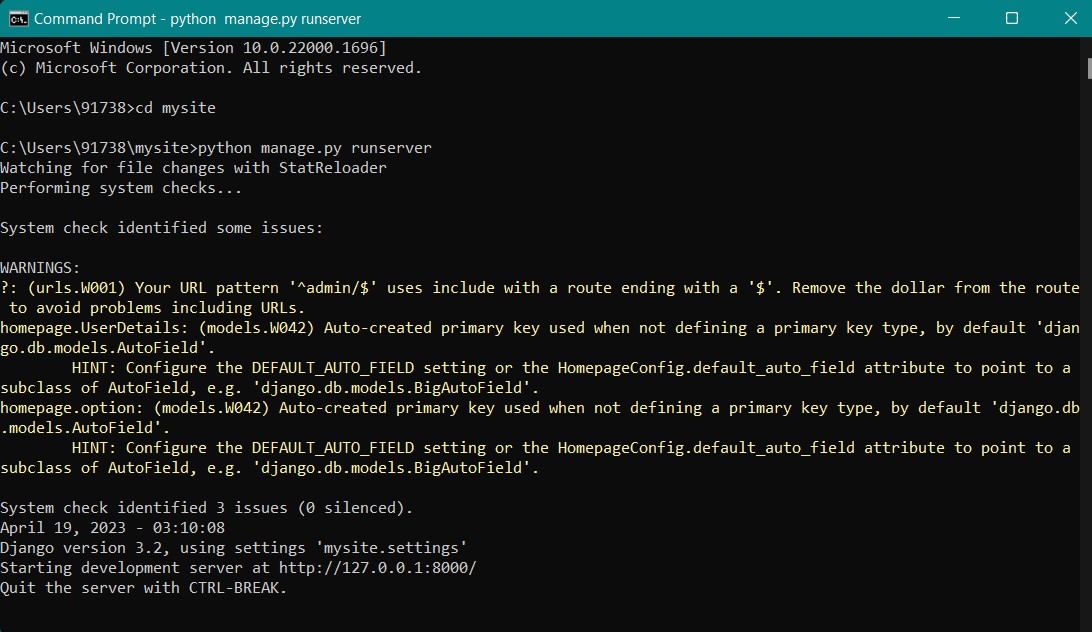 Command Prompt - python  manage.py runserver
Microsoft Windows [Version 10.0.22000.1696]
(c) Microsoft Corporation. All rights reserved.
C:\Users\91738>cd mysite
C:\Users\91738\mysite>python manage.py runserver
Watching for file changes with StatReloader
Performing system checks...
System check identified some issues:
WARNINGS:
?: (urls.W001) Your URL pattern '^admin/$' uses include with a route ending with a '$'. Remove the dollar from the route
 to avoid problems including URLs.
homepage.UserDetails: (models.W042) Auto-created primary key used when not defining a primary key type, by default 'djan
go.db.models.AutoField'.
        HINT: Configure the DEFAULT_AUTO_FIELD setting or the HomepageConfig.default_auto_field attribute to point to a
subclass of AutoField, e.g. 'django.db.models.BigAutoField'.
homepage.option: (models.W042) Auto-created primary key used when not defining a primary key type, by default 'django.db
.models.AutoField'.
        HINT: Configure the DEFAULT_AUTO_FIELD setting or the HomepageConfig.default_auto_field attribute to point to a
subclass of AutoField, e.g. 'django.db.models.BigAutoField'.
System check identified 3 issues (0 silenced).
April 19, 2023 - 03:10:08
Django version 3.2, using settings 'mysite.settings'
Starting development server at http://127.0.0.1:8000/
Quit the server with CTRL-BREAK.